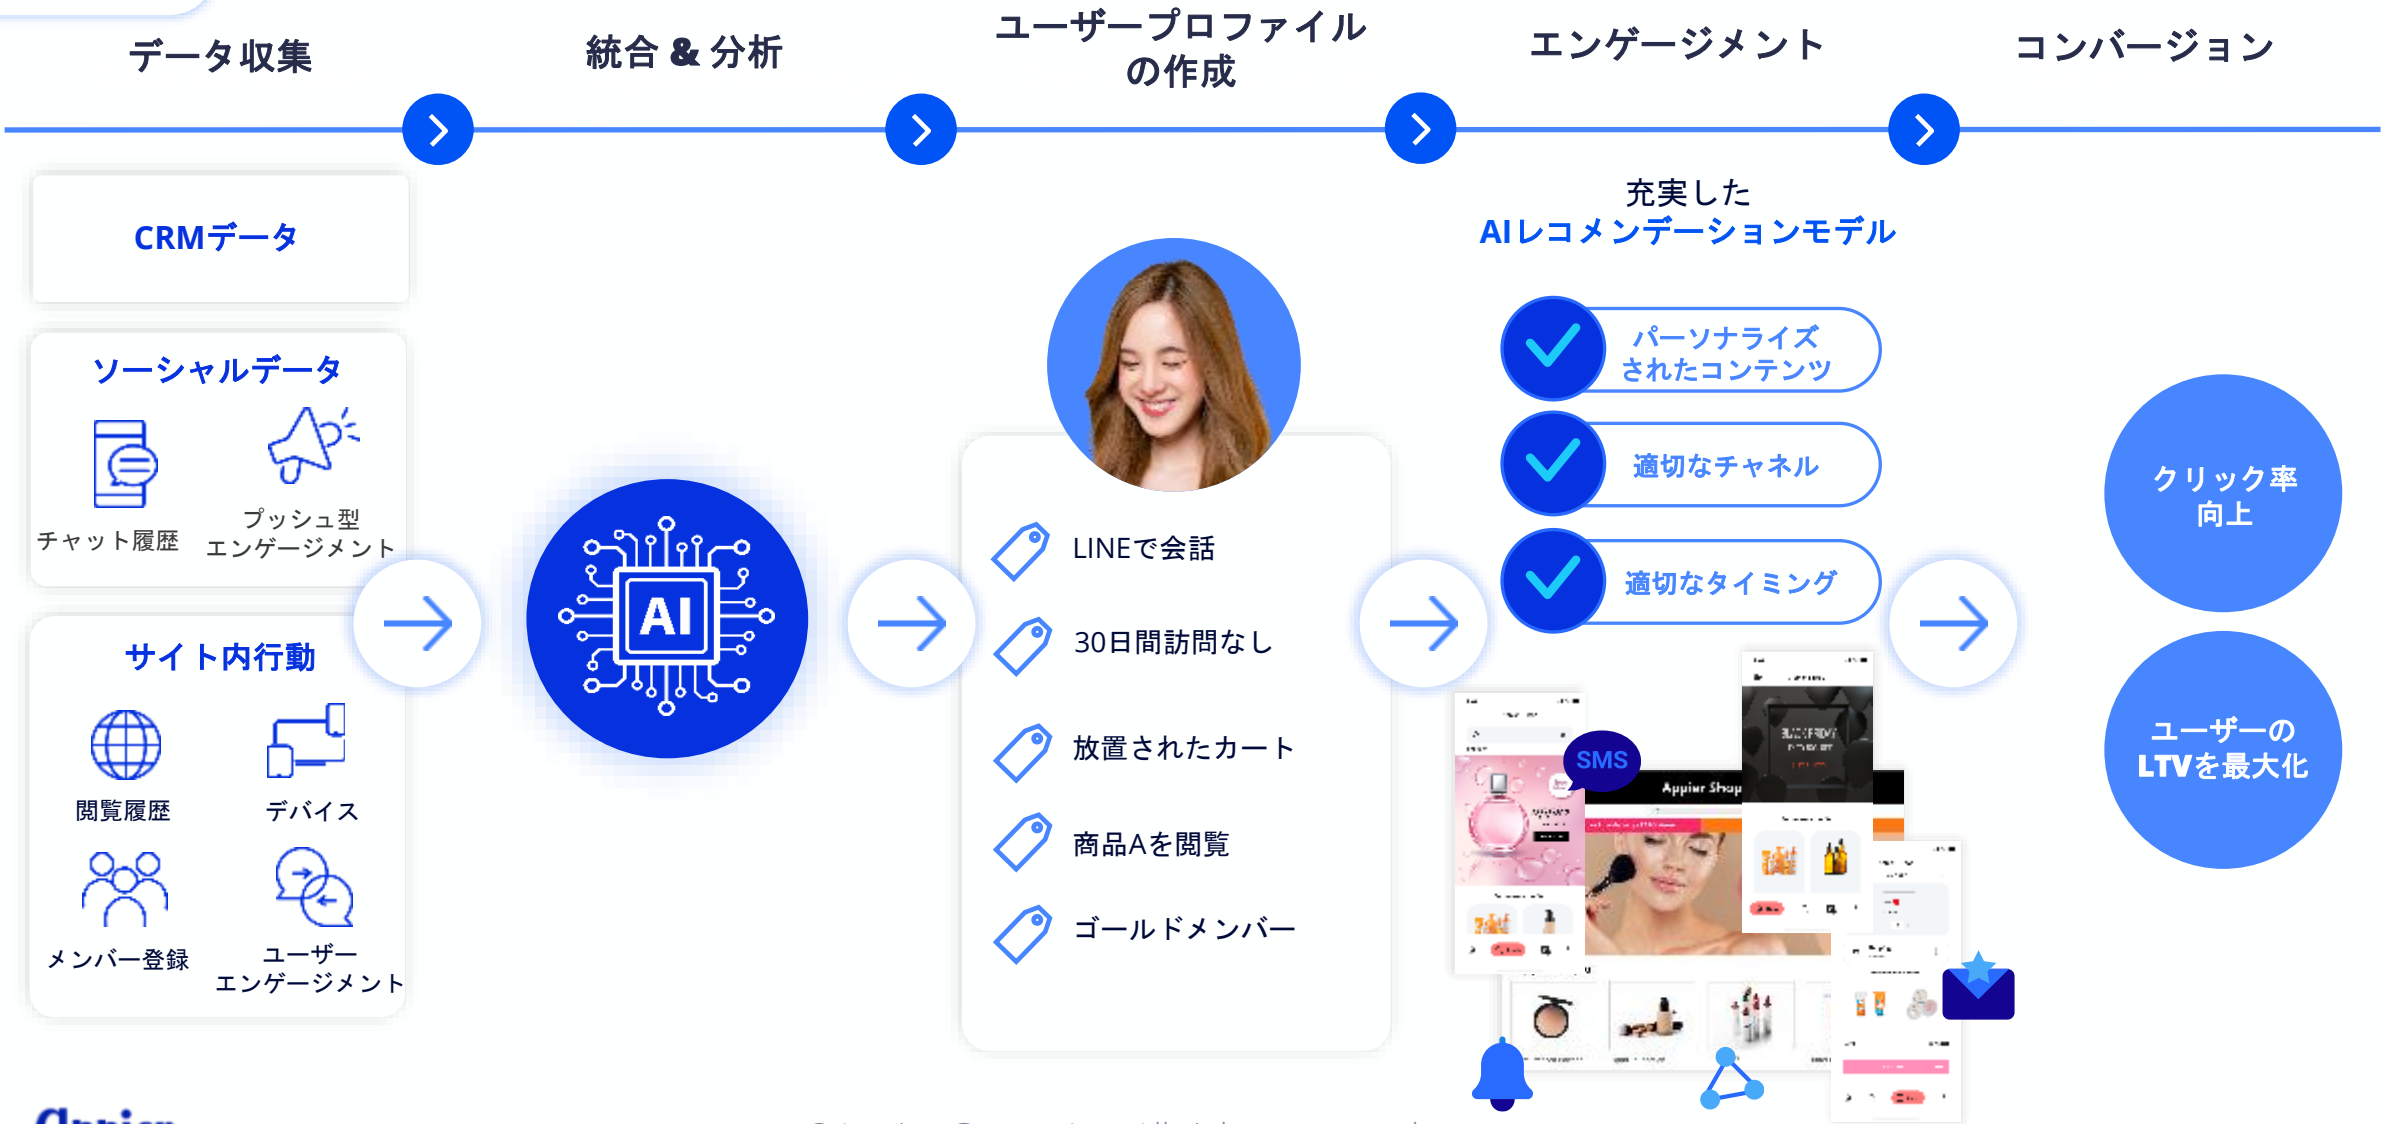 データ収集
統合 & 分析
ユーザープロファイル
の作成
エンゲージメント
コンバージョン
CRMデータ
ソーシャルデータ
チャット履歴
プッシュ型
エンゲージメント
サイト内行動
閲覧履歴
デバイス
メンバー登録
ユーザー
エンゲージメント
AI
LINEで会話
30日間訪問なし
放置されたカート
商品Aを閲覧
ゴールドメンバー
充実した
AIレコメンデーションモデル
パーソナライズ
されたコンテンツ
適切なチャネル
適切なタイミング
SMS
Appier Shop
BLACK FRIDAY
クリック率
向上
ユーザーの
LTVを最大化
Appier